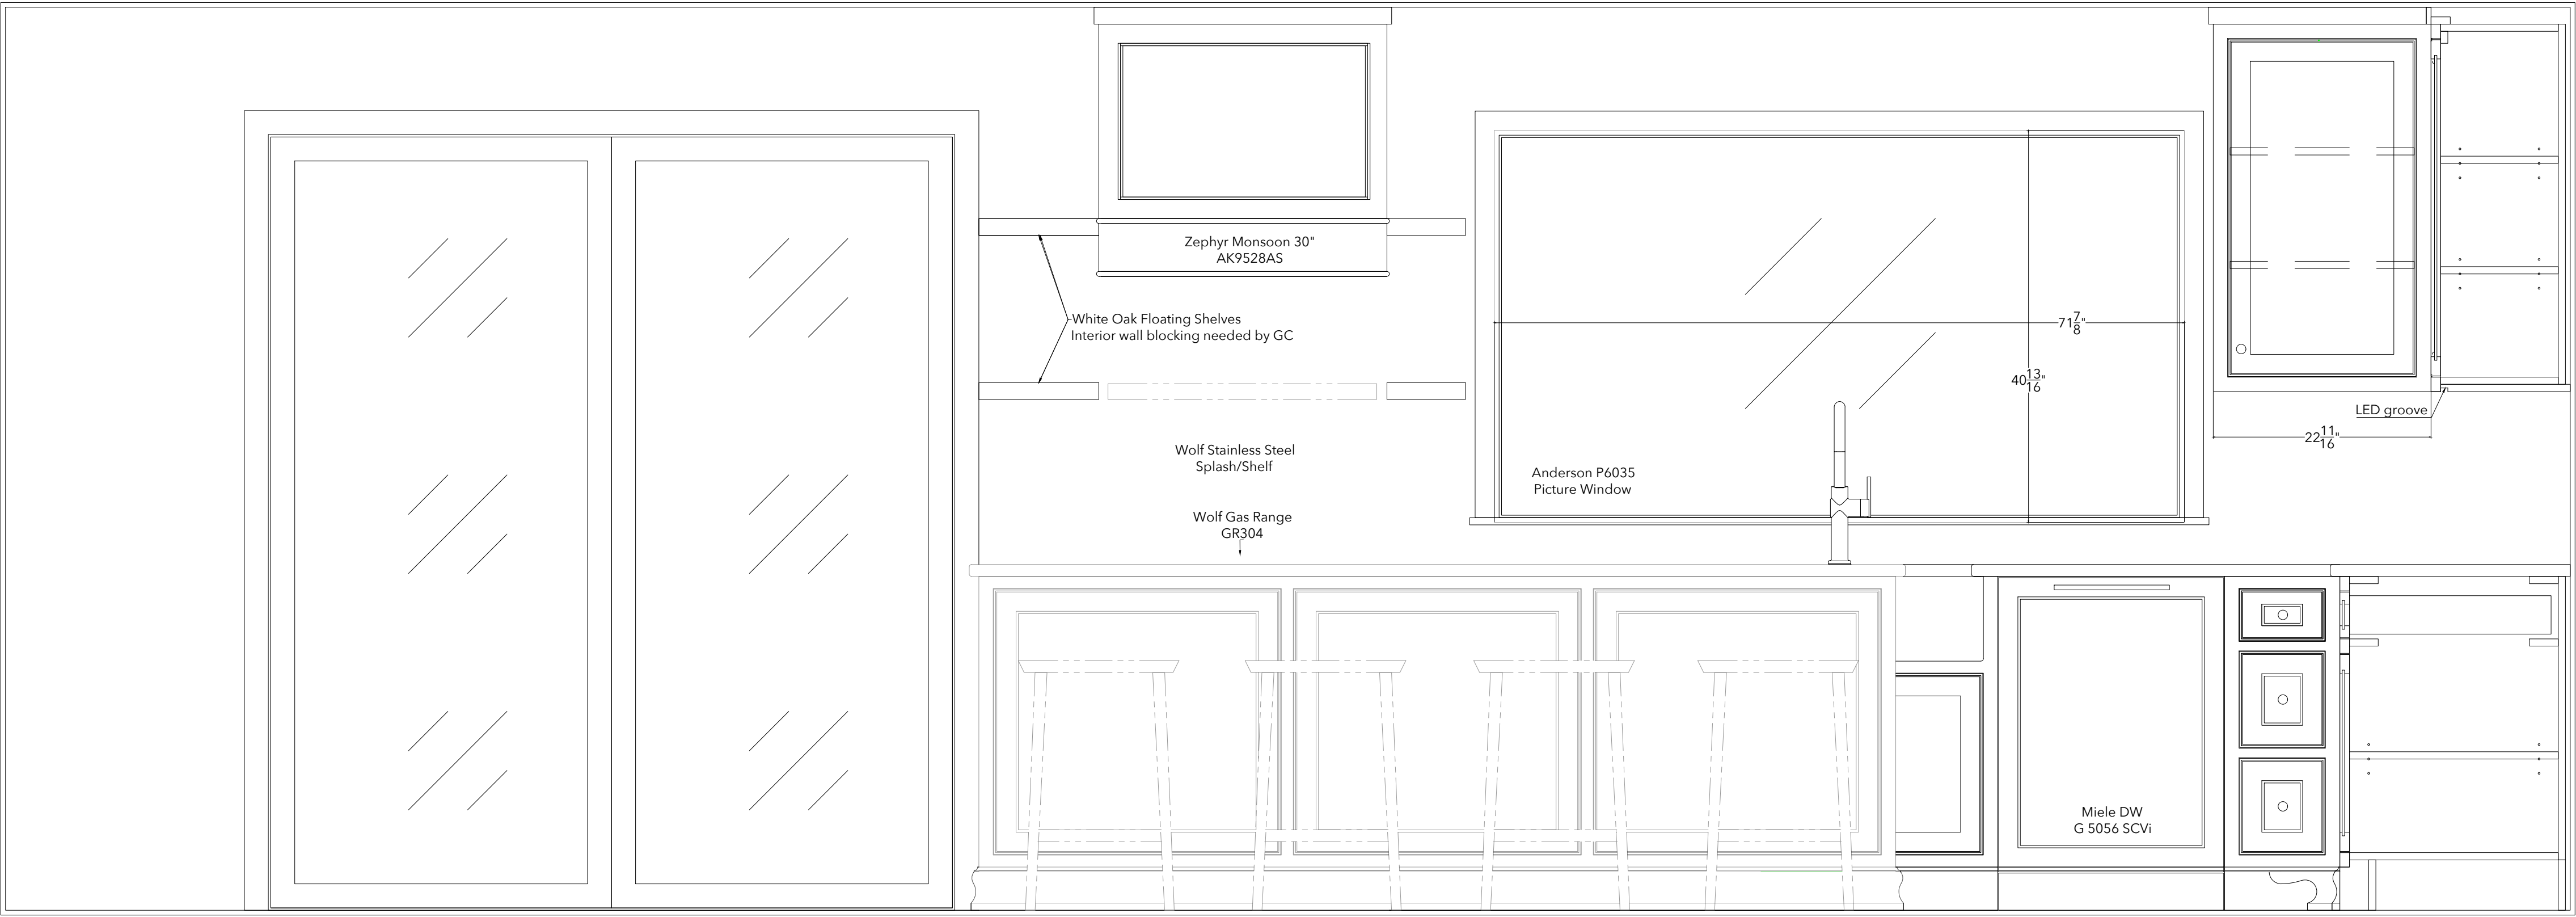 Zephyr Monsoon 30"
AK9528AS
White Oak Floating Shelves
Interior wall blocking needed by GC
Wolf Stainless Steel
Splash/Shelf
Wolf Gas Range
GR304
71 7/8"
40 13/16"
Anderson P6035
Picture Window
LED groove
22 11/16"
Miele DW
G 5056 SCVi